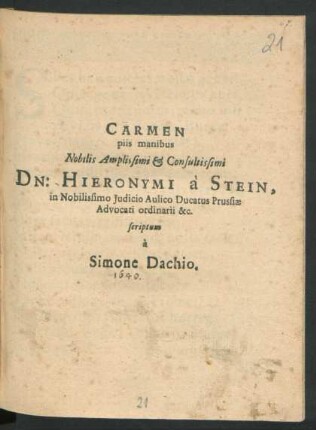 21
CARMEN
piis manibus
Nobilis Amplissimi & Consultissimi
DN: HIERONYMI à STEIN,
in Nobilissimo Judicio Aulico Ducatus Prussiæ
Advocati ordinarii &c.
scriptum
à
Simone Dachio.
1640.
21